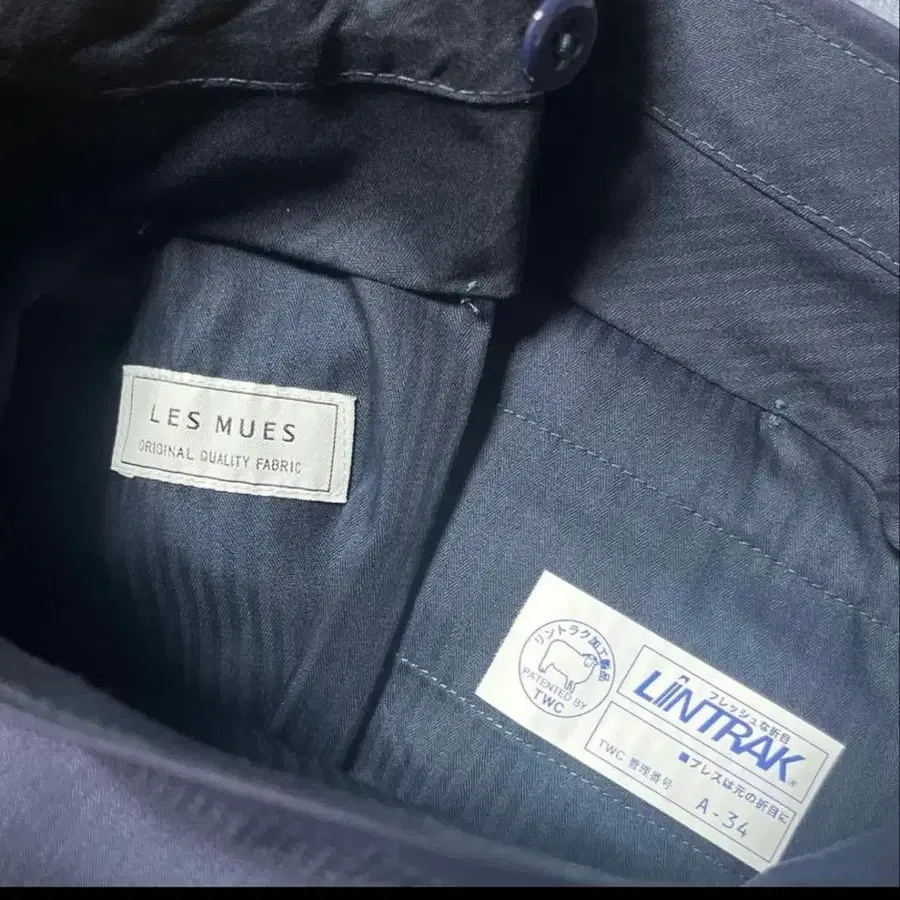 LES MUES
ORIGINAL QUALITY FABRIC
リントラク加工製品
PATENTED BY
TWC
フレッシュな折目
LIINTRAK®
■プレスは元の折目に
TWC 管理番号
A-34